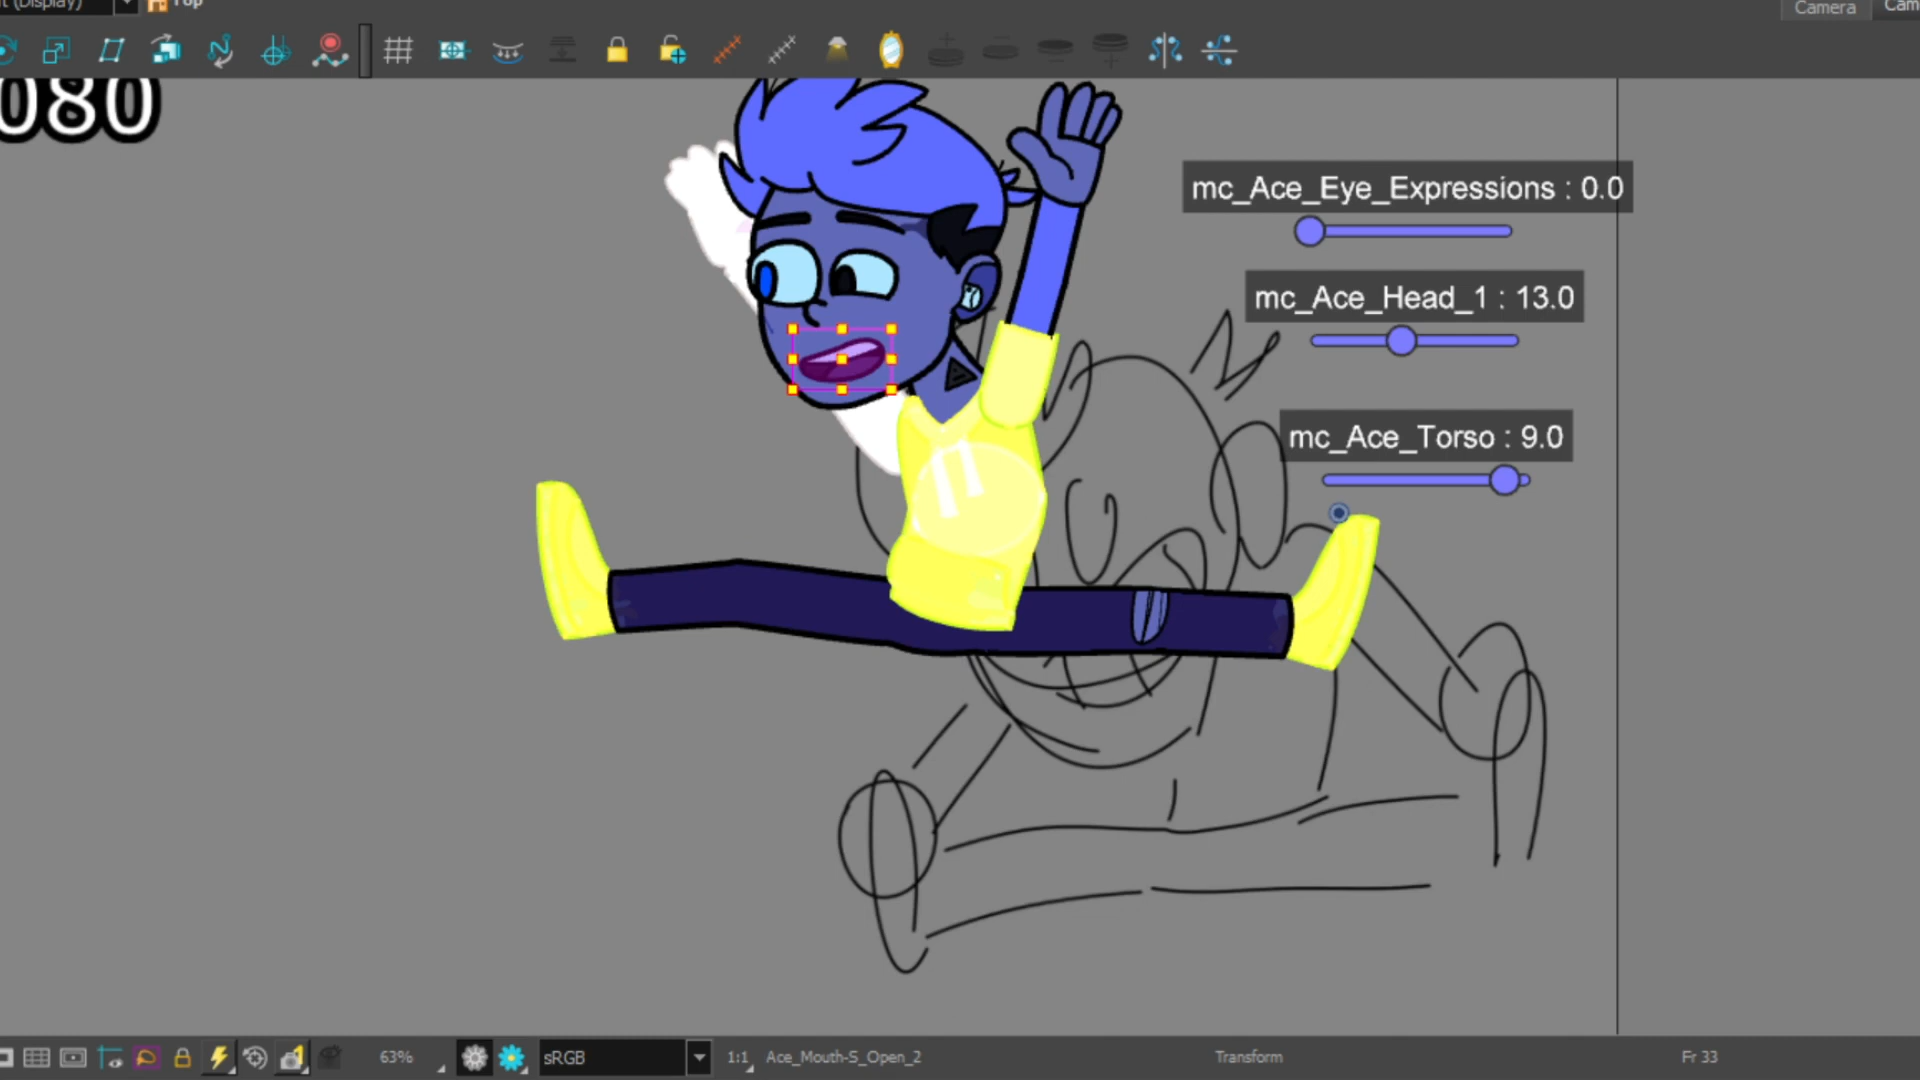 (Display)
Top
Camera
Cam
080
mc_Ace_Eye_Expressions : 0.0
mc_Ace_Head_1 : 13.0
mc_Ace_Torso : 9.0
63%
sRGB
1:1
Ace_Mouth-S_Open_2
Transform
Fr 33